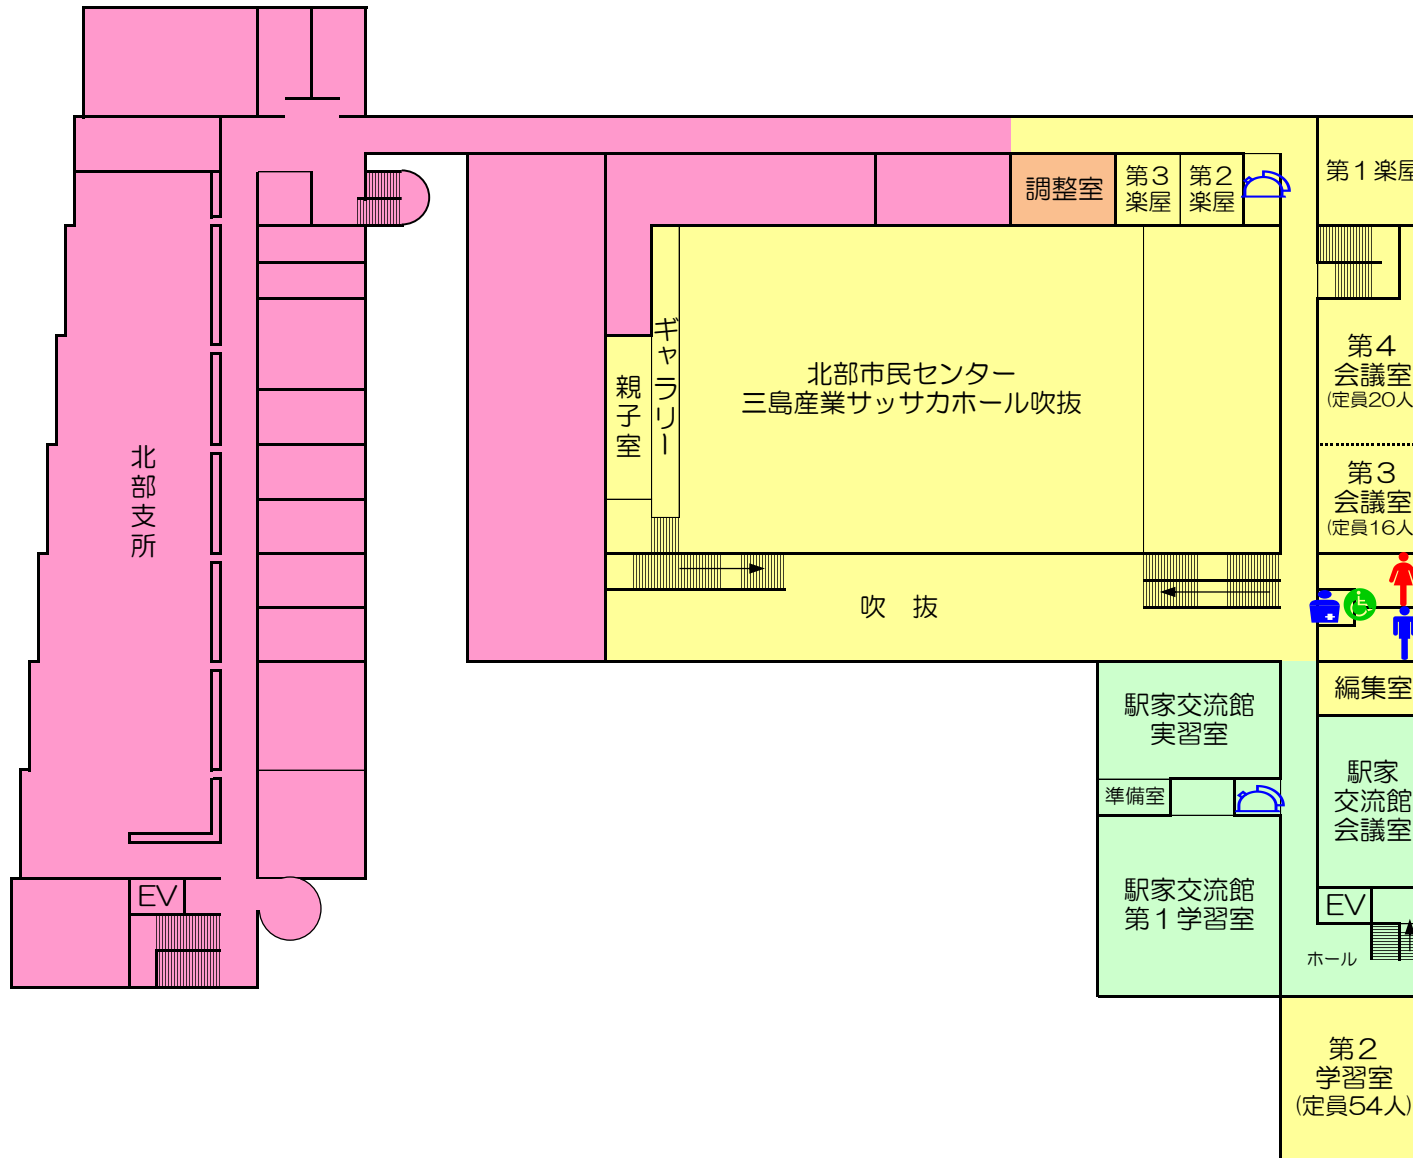 第１楽屋
調整室
第３
楽屋
第２
楽屋
ギャラリー
親子室
北部市民センター
三島産業サッサカホール吹抜
第４
会議室
(定員20人
第３
会議室
(定員16人
北部支所
吹　抜
編集室
駅家交流館
実習室
準備室
駅家
交流館
会議室
駅家交流館
第１学習室
EV
EV
ホール
第２
学習室
(定員54人)